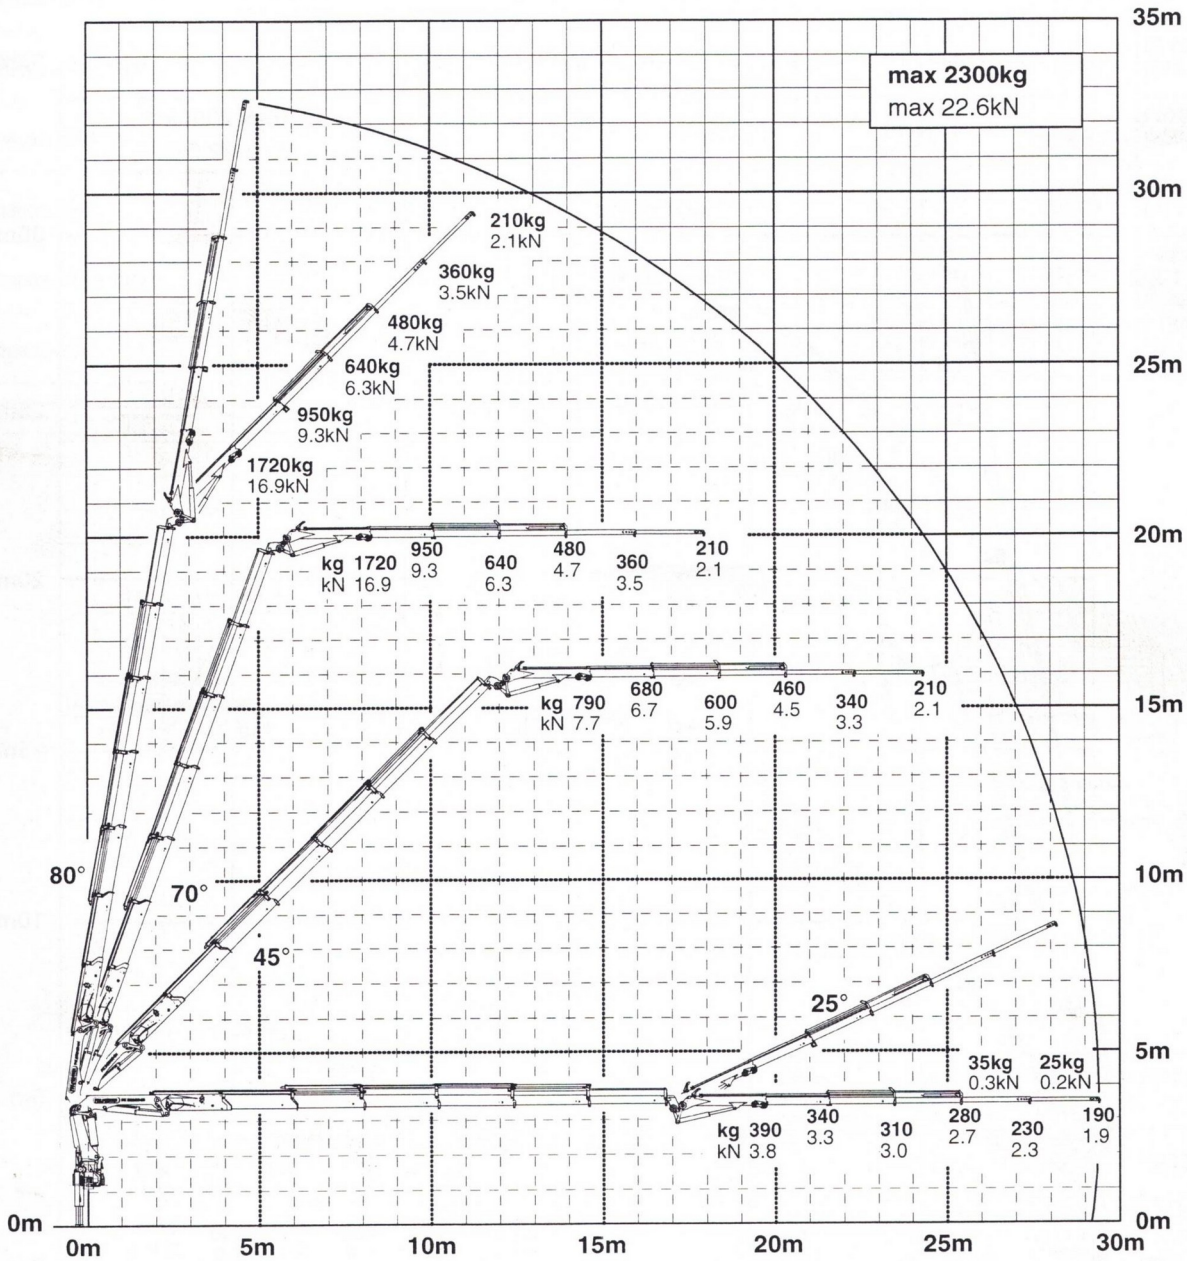 35m
max 2300kg
max 22.6kN
30m
210kg
2.1kN
360kg
3.5kN
480kg
4.7kN
25m
640kg
6.3kN
950kg
9.3kN
1720kg
16.9kN
20m
kg 1720 950 640 480 360 210
kN 16.9 9.3 6.3 4.7 3.5 2.1
kg 790 680 600 460 340 210
kN 7.7 6.7 5.9 4.5 3.3 2.1
15m
80°
70°
10m
45°
25°
5m
35kg 25kg
0.3kN 0.2kN
kg 390 340 310 280 230 190
kN 3.8 3.3 3.0 2.7 2.3 1.9
0m 0m
0m 5m 10m 15m 20m 25m 30m